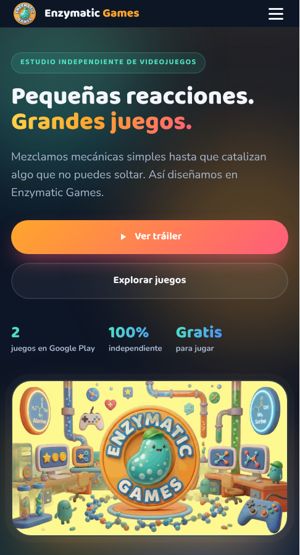 Enzymatic Games
ESTUDIO INDEPENDIENTE DE VIDEOJUEGOS
Pequeñas reacciones.
Grandes juegos.
Mezclamos mecánicas simples hasta que catalizan
algo que no puedes soltar. Así diseñamos en
Enzymatic Games.
Ver tráiler
Explorar juegos
2
juegos en Google Play
100%
independiente
Gratis
para jugar
ENZYMATIC
GAMES